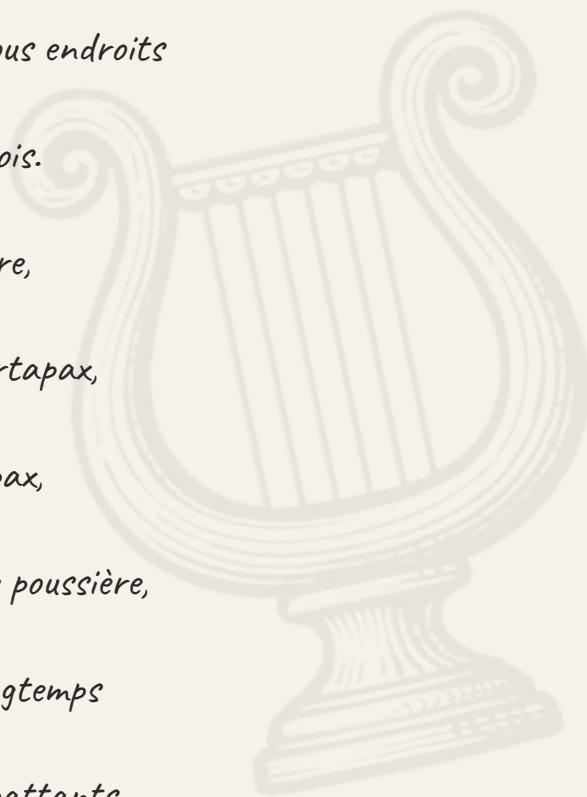 ous endroits
ois.
re,
rtapax,
ax,
poussière,
gtemps